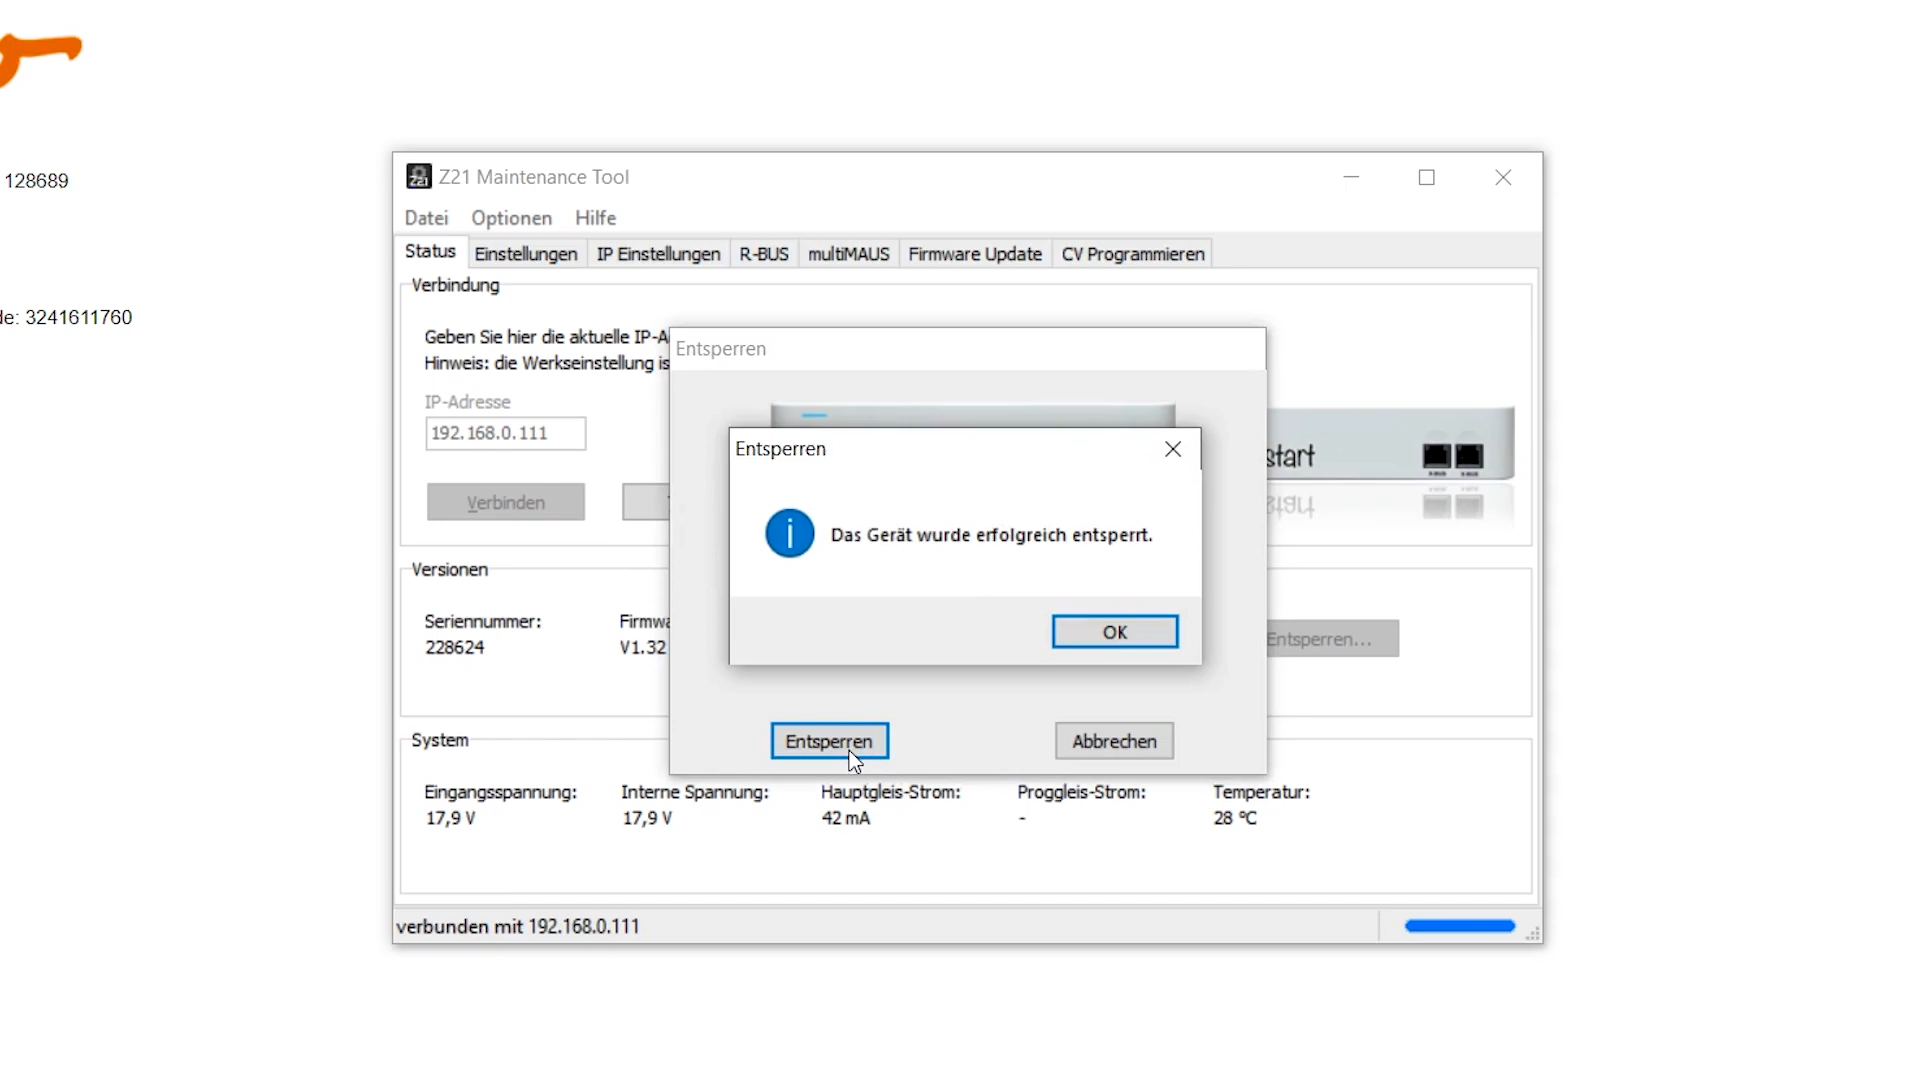 128689
de: 3241611760
Z21 Maintenance Tool
Datei Optionen Hilfe
Status Einstellungen IP Einstellungen R-BUS multiMAUS Firmware Update CV Programmieren
Verbindung
Geben Sie hier die aktuelle IP-A
Hinweis: die Werkseinstellung is
IP-Adresse
192.168.0.111
Verbinden
start
Entsperren
Entsperren
Das Gerät wurde erfolgreich entsperrt.
OK
Entsperren Abbrechen
Versionen
Seriennummer: Firmwa
228624 V1.32
Entsperren...
System
Eingangsspannung: Interne Spannung: Hauptgleis-Strom: Proggleis-Strom: Temperatur:
17,9 V 17,9 V 42 mA - 28 °C
verbunden mit 192.168.0.111